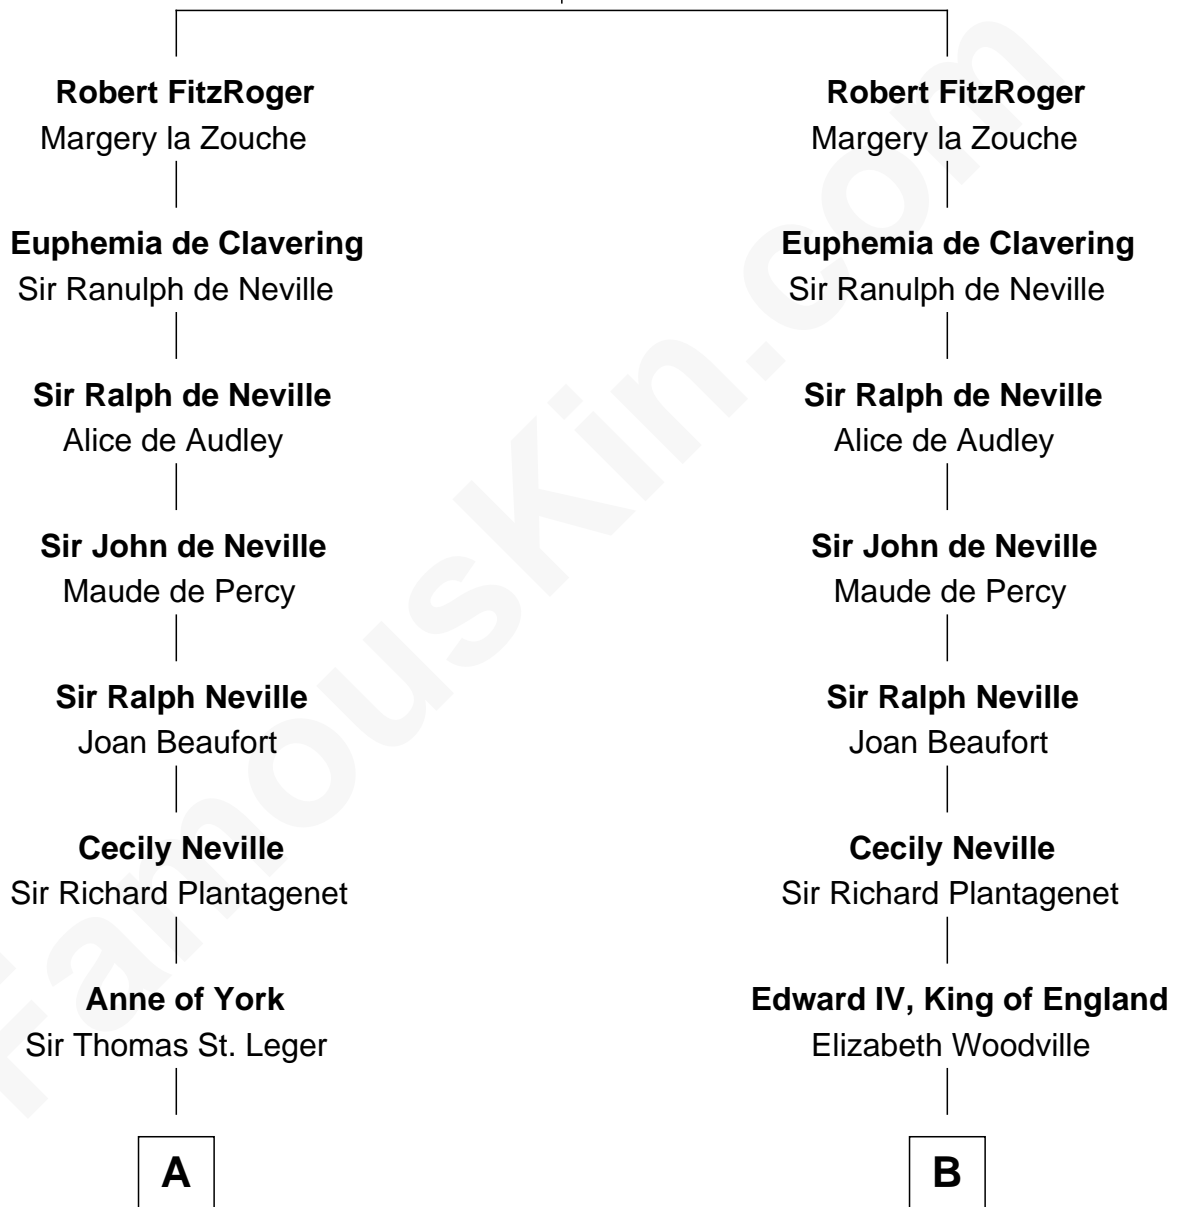 Robert FitzRoger
Margery la Zouche
Euphemia de Clavering
Sir Ranulph de Neville
Sir Ralph de Neville
Alice de Audley
Sir John de Neville
Maude de Percy
Sir Ralph Neville
Joan Beaufort
Cecily Neville
Sir Richard Plantagenet
Anne of York
Sir Thomas St. Leger
A
Robert FitzRoger
Margery la Zouche
Euphemia de Clavering
Sir Ranulph de Neville
Sir Ralph de Neville
Alice de Audley
Sir John de Neville
Maude de Percy
Sir Ralph Neville
Joan Beaufort
Cecily Neville
Sir Richard Plantagenet
Edward IV, King of England
Elizabeth Woodville
B
FamousKin.com